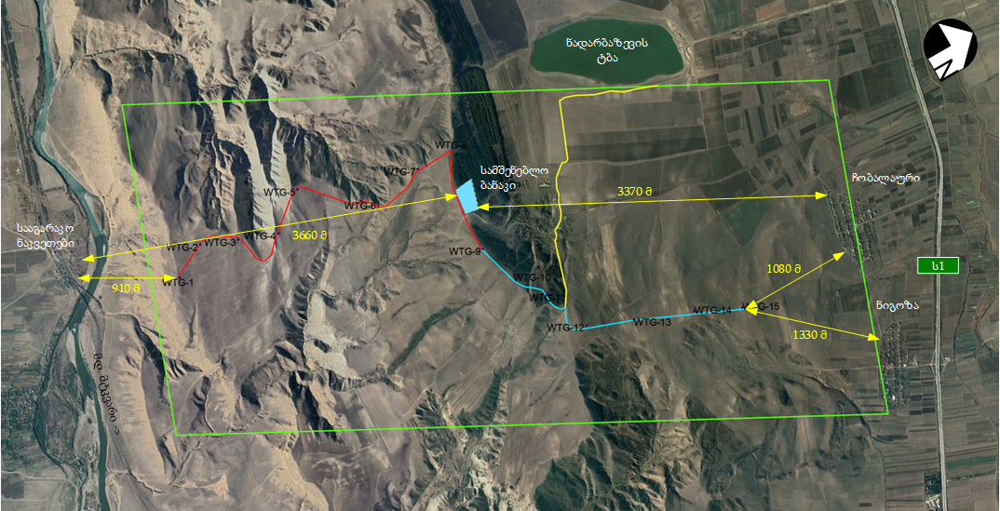 ნადარბაზევის
ტბა
WTG-8
WTG-7
სამშენებლო
ბანაკი
ჩობალაური
WTG-5
WTG-6
3370 მ
სააგარაკო
ნაკვეთები
WTG-2
WTG-3
WTG-4
3660 მ
WTG-9
ს1
WTG-1
910 მ
WTG-10
1080 მ
WTG-11
WTG-12
WTG-13
WTG-14
WTG-15
ნიგოზა
1330 მ
მდ. მტკვარი ->